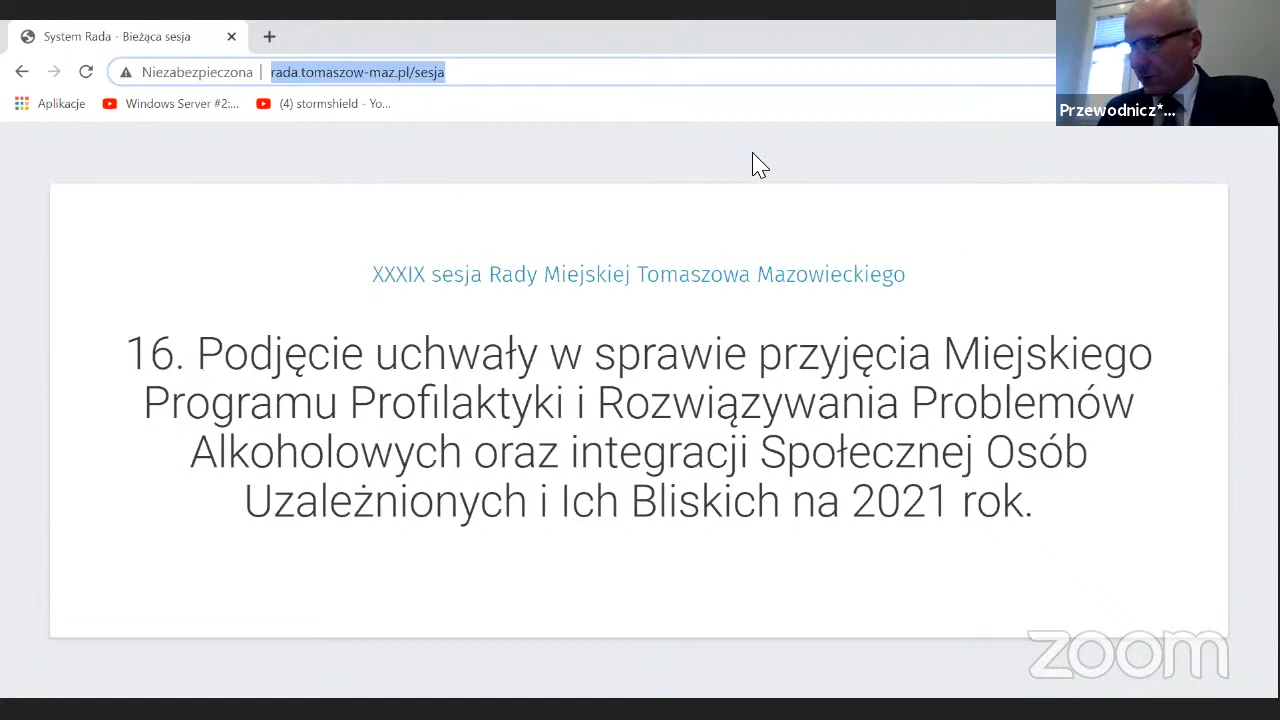 System Rada - Bieżąca sesja
Niezabezpieczona | rada.tomaszow-maz.pl/sesja
Aplikacje
Windows Server #2:...
(4) stormshield - Yo...
Przewodnicz*...
XXXIX sesja Rady Miejskiej Tomaszowa Mazowieckiego
16. Podjęcie uchwały w sprawie przyjęcia Miejskiego
Programu Profilaktyki i Rozwiązywania Problemów
Alkoholowych oraz integracji Społecznej Osób
Uzależnionych i Ich Bliskich na 2021 rok.
zoom